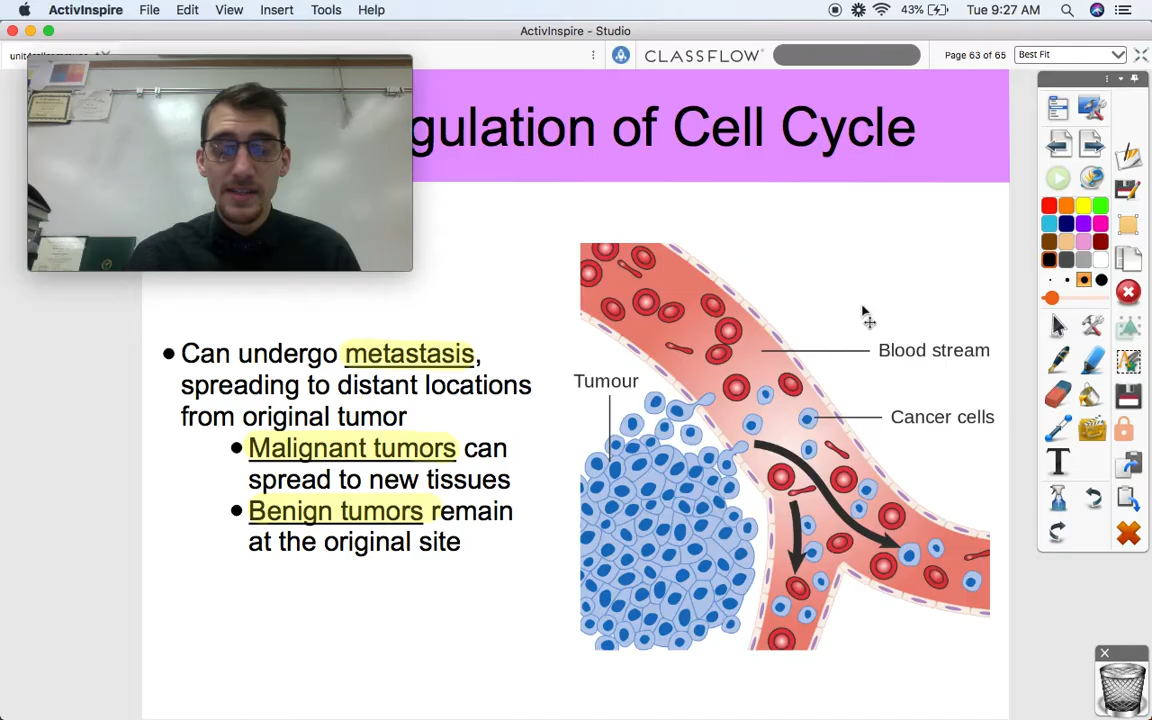 ActivInspire File Edit View Insert Tools Help 43% Tue 9:27 AM
ActivInspire - Studio
CLASSFLOW Page 63 of 65 Best Fit
gulation of Cell Cycle
Can undergo metastasis,
spreading to distant locations
from original tumor
Malignant tumors can
spread to new tissues
Benign tumors remain
at the original site
Blood stream
Tumour
Cancer cells
T